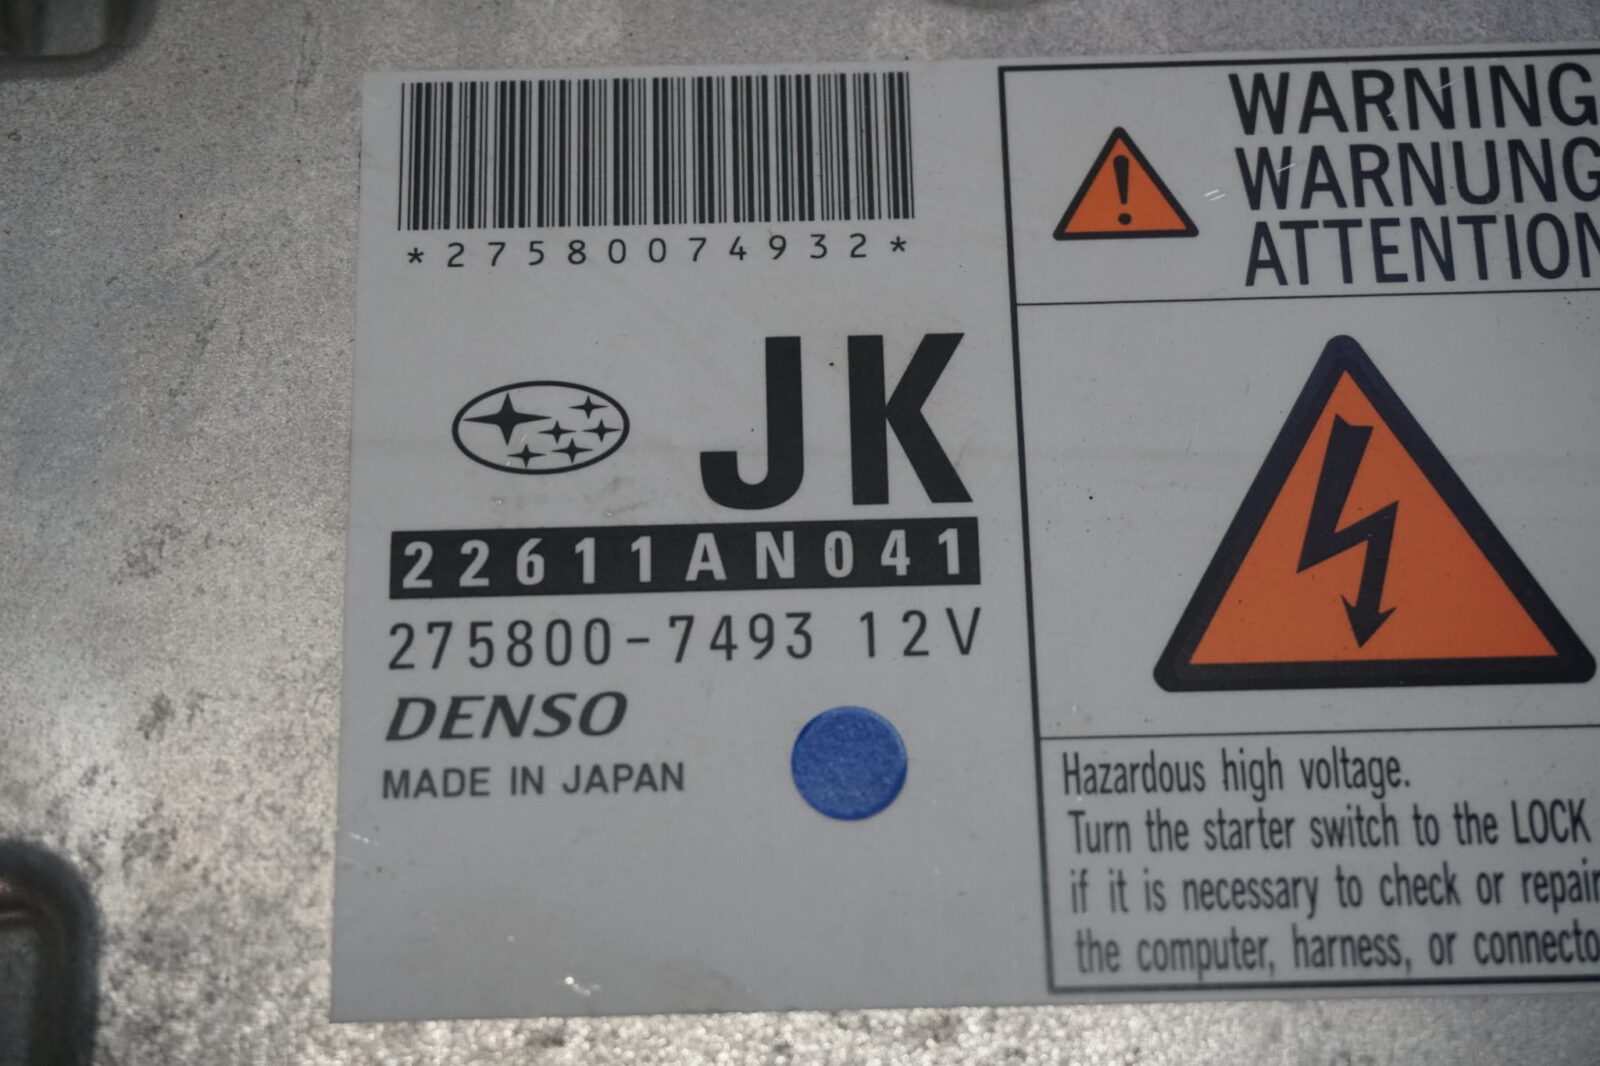 *27580074932*
JK
22611AN041
275800-7493 12V
DENSO
MADE IN JAPAN
WARNING
WARNUNG
ATTENTION
Hazardous high voltage.
Turn the starter switch to the LOCK
if it is necessary to check or repair
the computer, harness, or